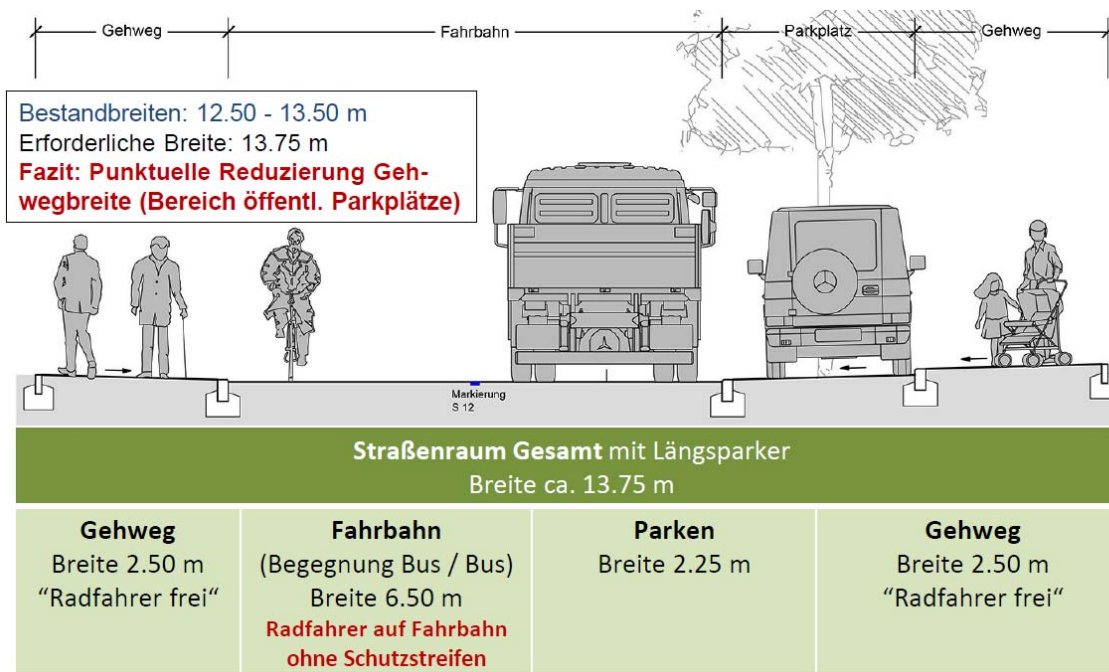 Gehweg
Fahrbahn
Parkplatz
Gehweg
Bestandbreiten: 12.50 - 13.50 m
Erforderliche Breite: 13.75 m
Fazit: Punktuelle Reduzierung Geh-
wegbreite (Bereich öffentl. Parkplätze)
Markierung
S 12
Straßenraum Gesamt mit Längsparker
Breite ca. 13.75 m
Gehweg
Breite 2.50 m
“Radfahrer frei“
Fahrbahn
(Begegnung Bus / Bus)
Breite 6.50 m
Radfahrer auf Fahrbahn
ohne Schutzstreifen
Parken
Breite 2.25 m
Gehweg
Breite 2.50 m
“Radfahrer frei“